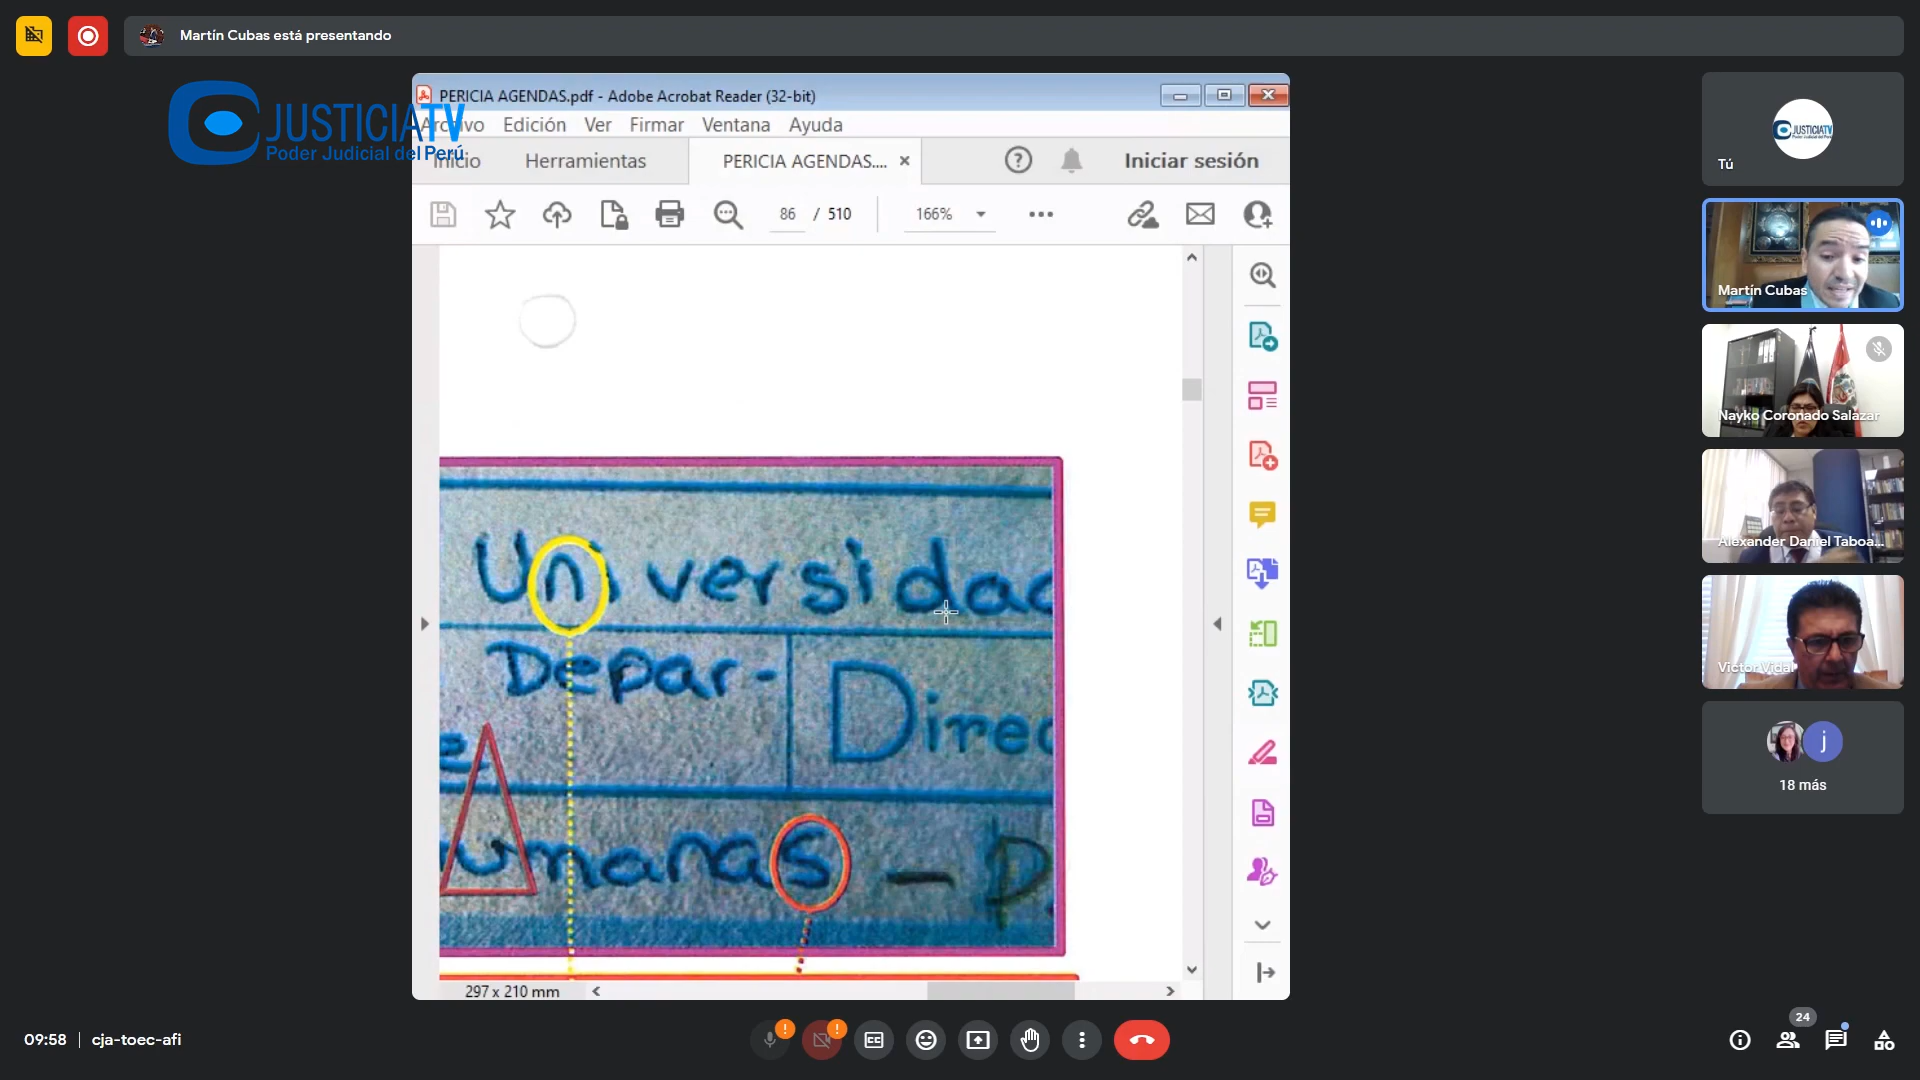 Martín Cubas está presentando
JUSTICIATV
Poder Judicial del Perú
PERICIA AGENDAS.pdf - Adobe Acrobat Reader (32-bit)
Archivo Edición Ver Firmar Ventana Ayuda
Inicio Herramientas PERICIA AGENDAS.... Iniciar sesión
86 / 510 166%
Universidad
Depar- Direc
umanas - P
297 x 210 mm
JUSTICIATV
Tú
Martín Cubas
Nayko Coronado Salazar
Alexander Daniel Taboa...
Victor Vidal
j
18 más
09:58 cja-toec-afi
24